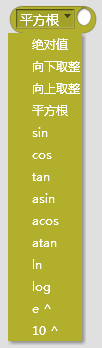 平方根
绝对值
向下取整
向上取整
平方根
sin
cos
tan
asin
acos
atan
ln
log
e ^
10 ^